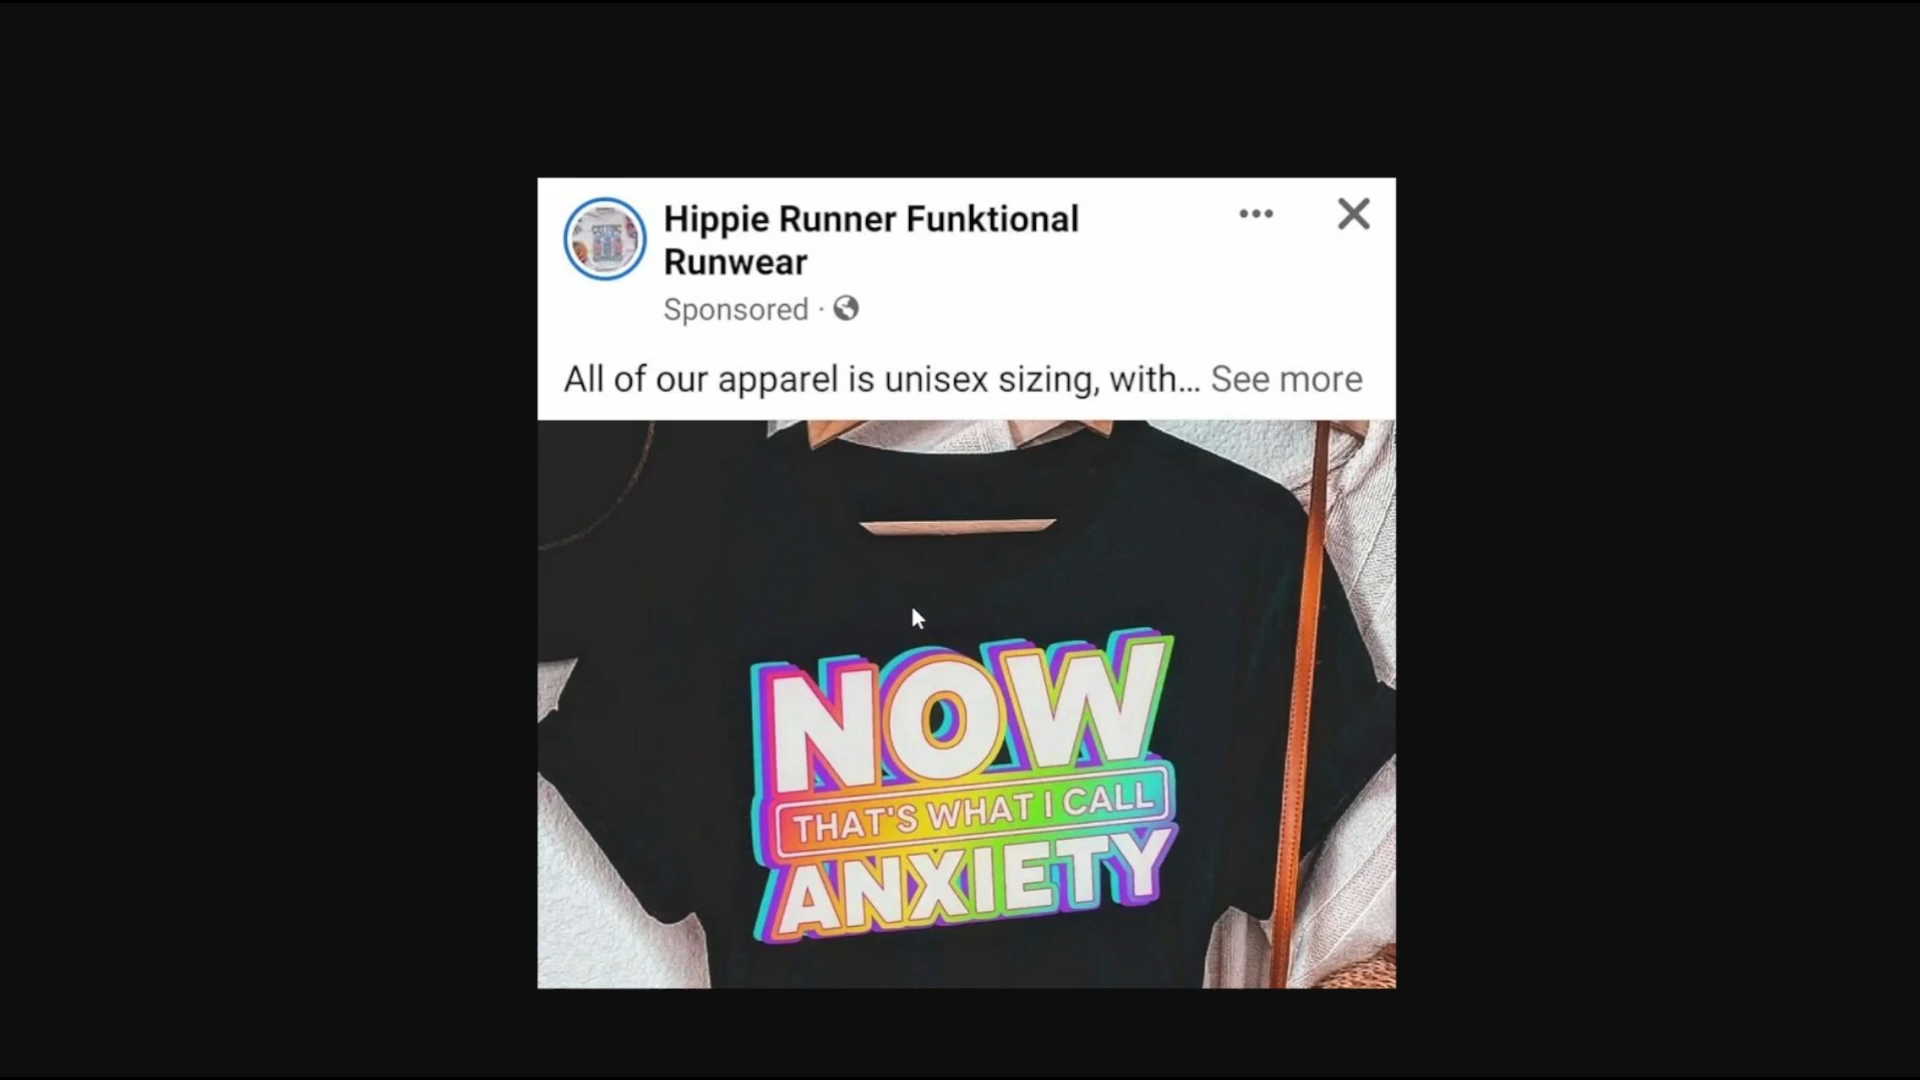 Hippie Runner Funktional
Runwear
Sponsored ·
All of our apparel is unisex sizing, with... See more
NOW
THAT'S WHAT I CALL
ANXIETY